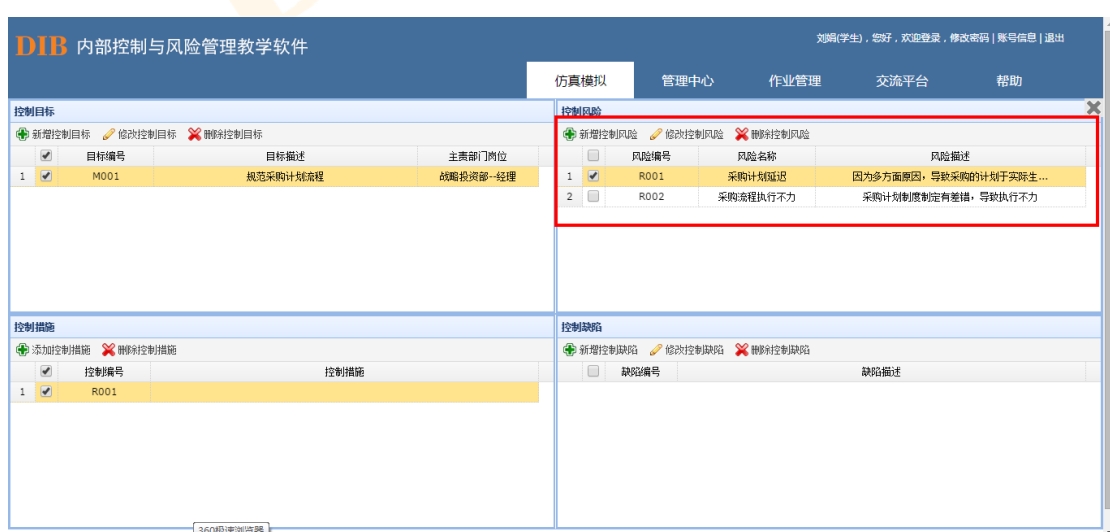 DIB 内部控制与风险管理教学软件
刘娟(学生) , 您好 , 欢迎登录 , 修改密码 | 账号信息 | 退出
仿真模拟 管理中心 作业管理 交流平台 帮助
控制目标
新增控制目标 修改控制目标 删除控制目标
目标编号 目标描述 主责部门岗位
1 M001 规范采购计划流程 战略投资部--经理
控制风险
新增控制风险 修改控制风险 删除控制风险
风险编号 风险名称 风险描述
1 R001 采购计划延迟 因为多方面原因，导致采购的计划于实际生...
2 R002 采购流程执行不力 采购计划制度制定有差错，导致执行不力
控制措施
添加控制措施 删除控制措施
控制编号 控制措施
1 R001
控制缺陷
新增控制缺陷 修改控制缺陷 删除控制缺陷
缺陷编号 缺陷描述
360极速浏览器